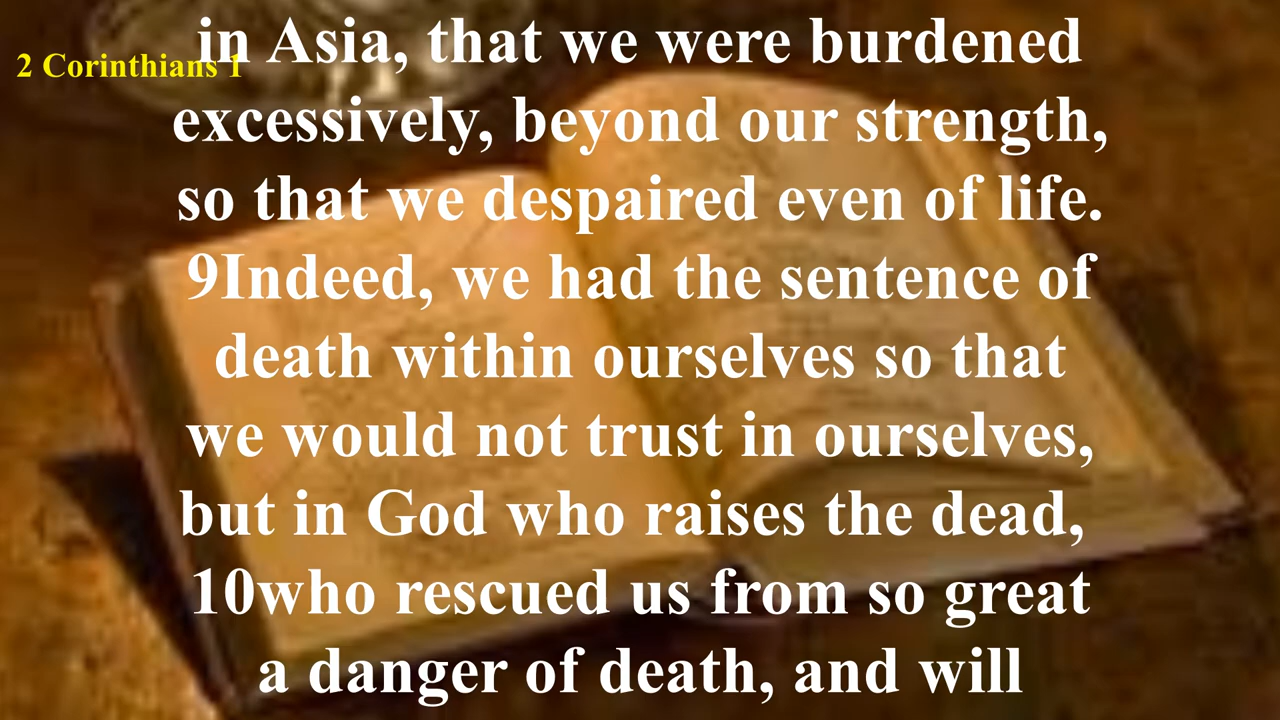 2 Corinthians 1
in Asia, that we were burdened
excessively, beyond our strength,
so that we despaired even of life.
9Indeed, we had the sentence of
death within ourselves so that
we would not trust in ourselves,
but in God who raises the dead,
10who rescued us from so great
a danger of death, and will